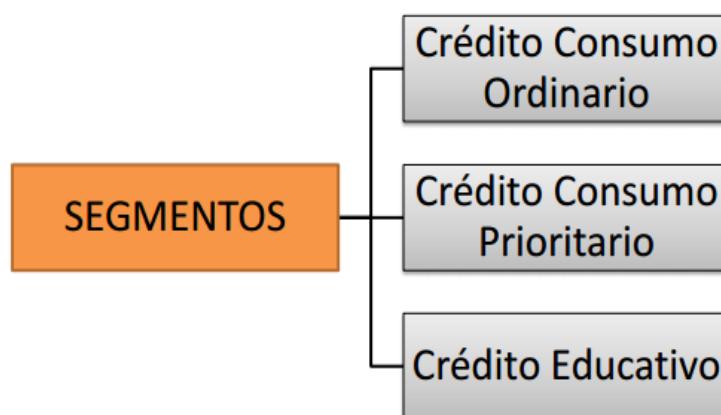 Crédito Consumo
Ordinario
SEGMENTOS
Crédito Consumo
Prioritario
Crédito Educativo